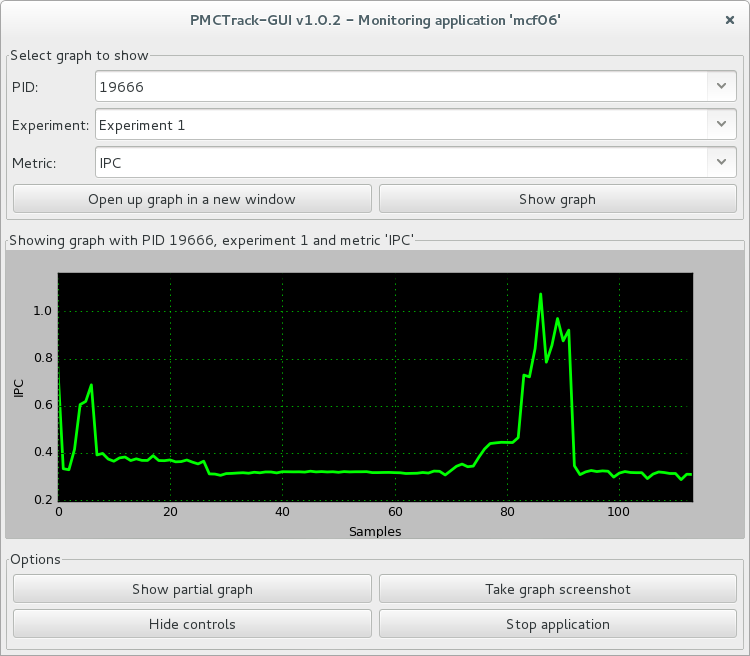 PMCTrack-GUI v1.0.2 - Monitoring application 'mcf06'
×
Select graph to show
PID: 19666
Experiment: Experiment 1
Metric: IPC
Open up graph in a new window Show graph
Showing graph with PID 19666, experiment 1 and metric 'IPC'
1.0
0.8
IPC
0.6
0.4
0.2
0 20 40 60 80 100
Samples
Options
Show partial graph Take graph screenshot
Hide controls Stop application